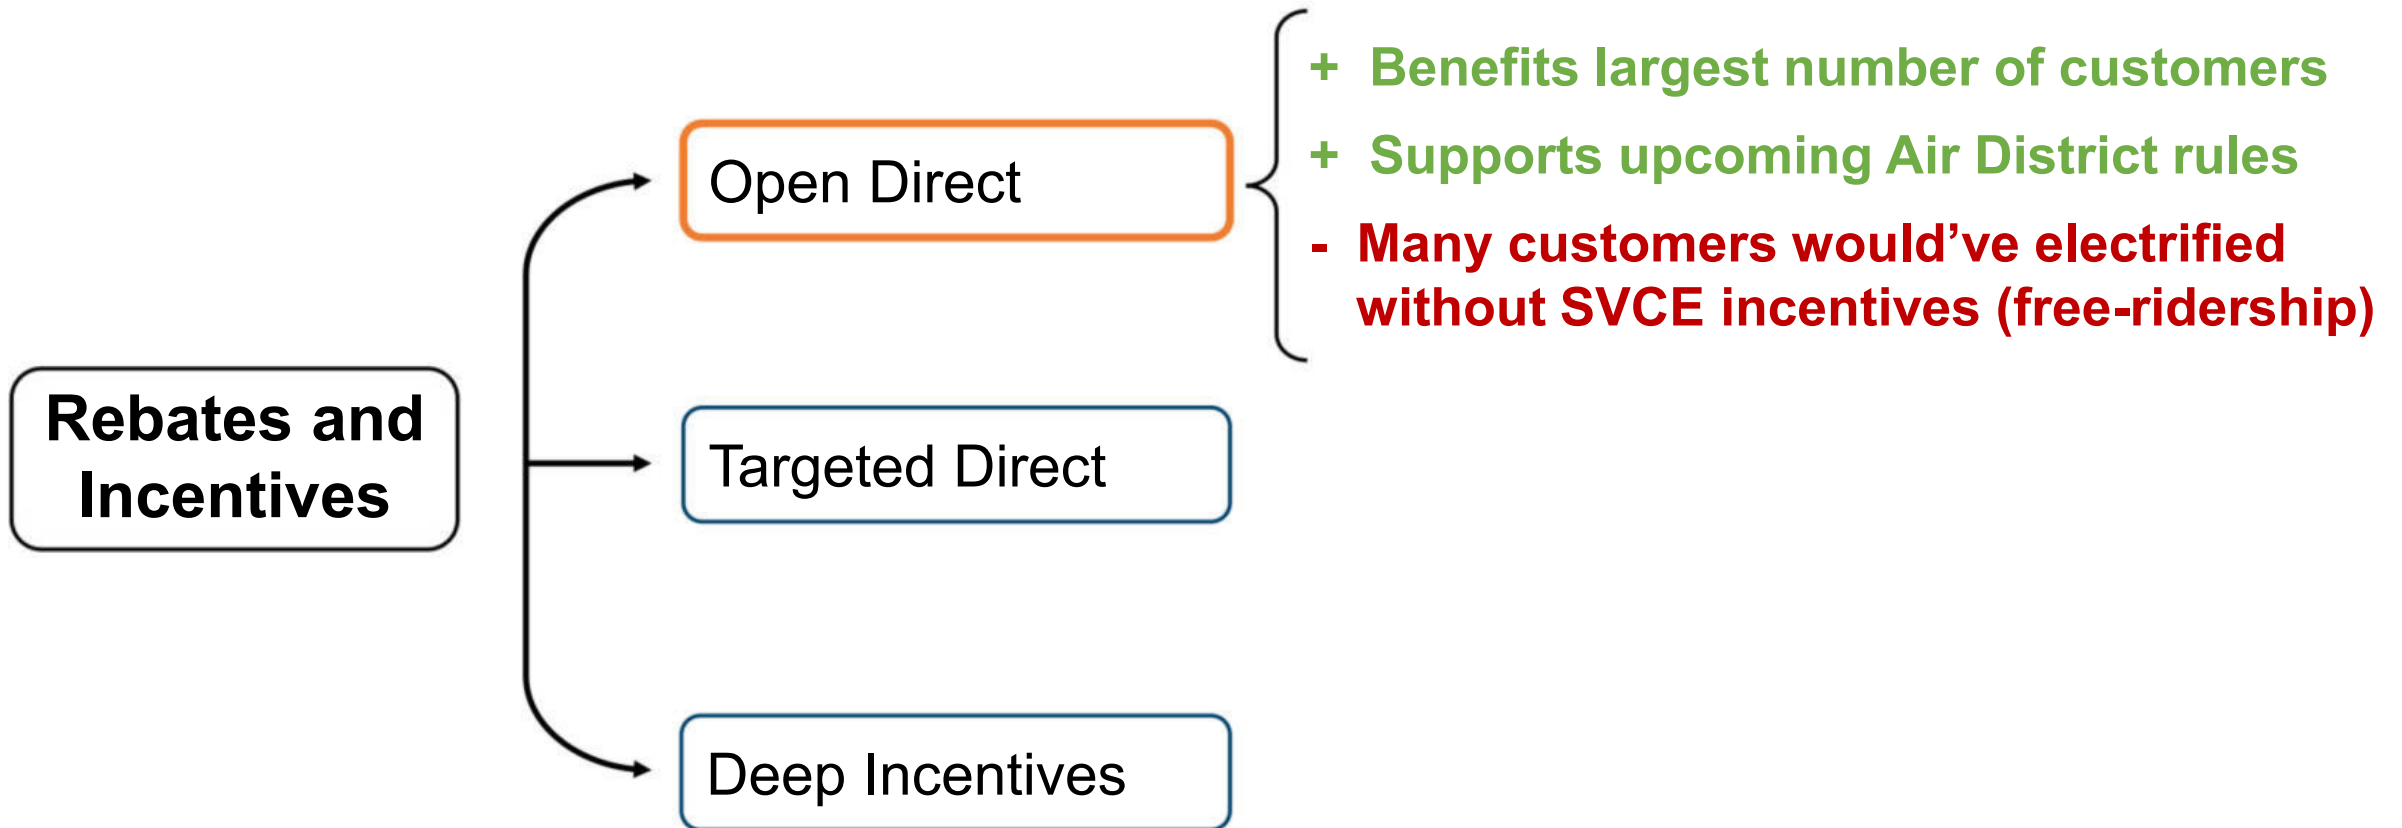 Rebates and
Incentives
Open Direct
+ Benefits largest number of customers
+ Supports upcoming Air District rules
- Many customers would’ve electrified
without SVCE incentives (free-ridership)
Targeted Direct
Deep Incentives